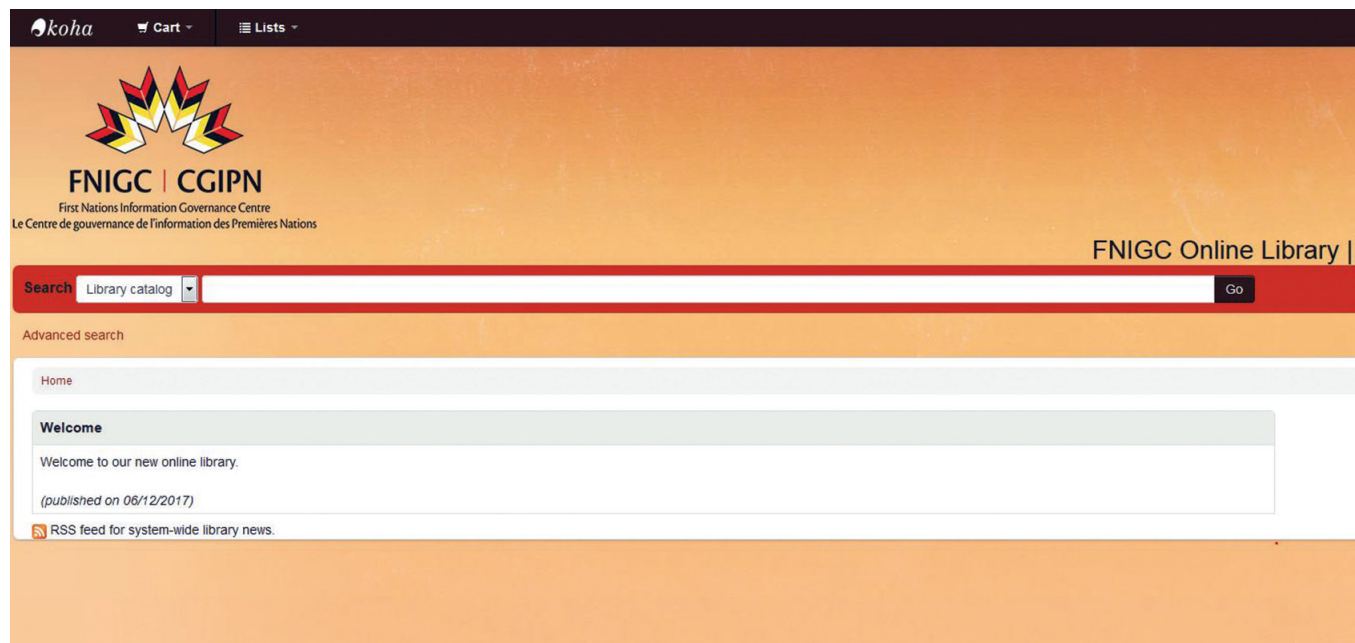 koha Cart Lists
FNIGC | CGIPN
First Nations Information Governance Centre
Le Centre de gouvernance de l'information des Premières Nations
FNIGC Online Library |
Search Library catalog Go
Advanced search
Home
Welcome
Welcome to our new online library.
(published on 06/12/2017)
RSS feed for system-wide library news.